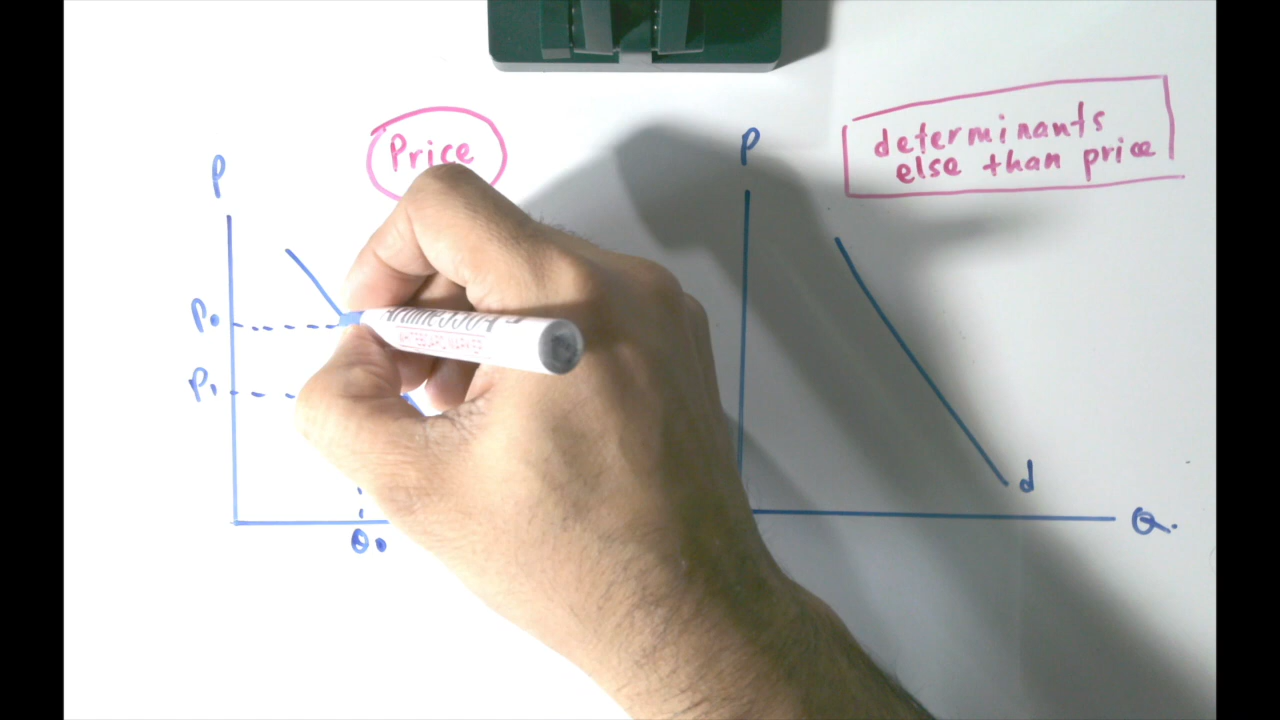 Price
P
P₀
P₁
Q₀
determinants
else than price
P
d
Q.